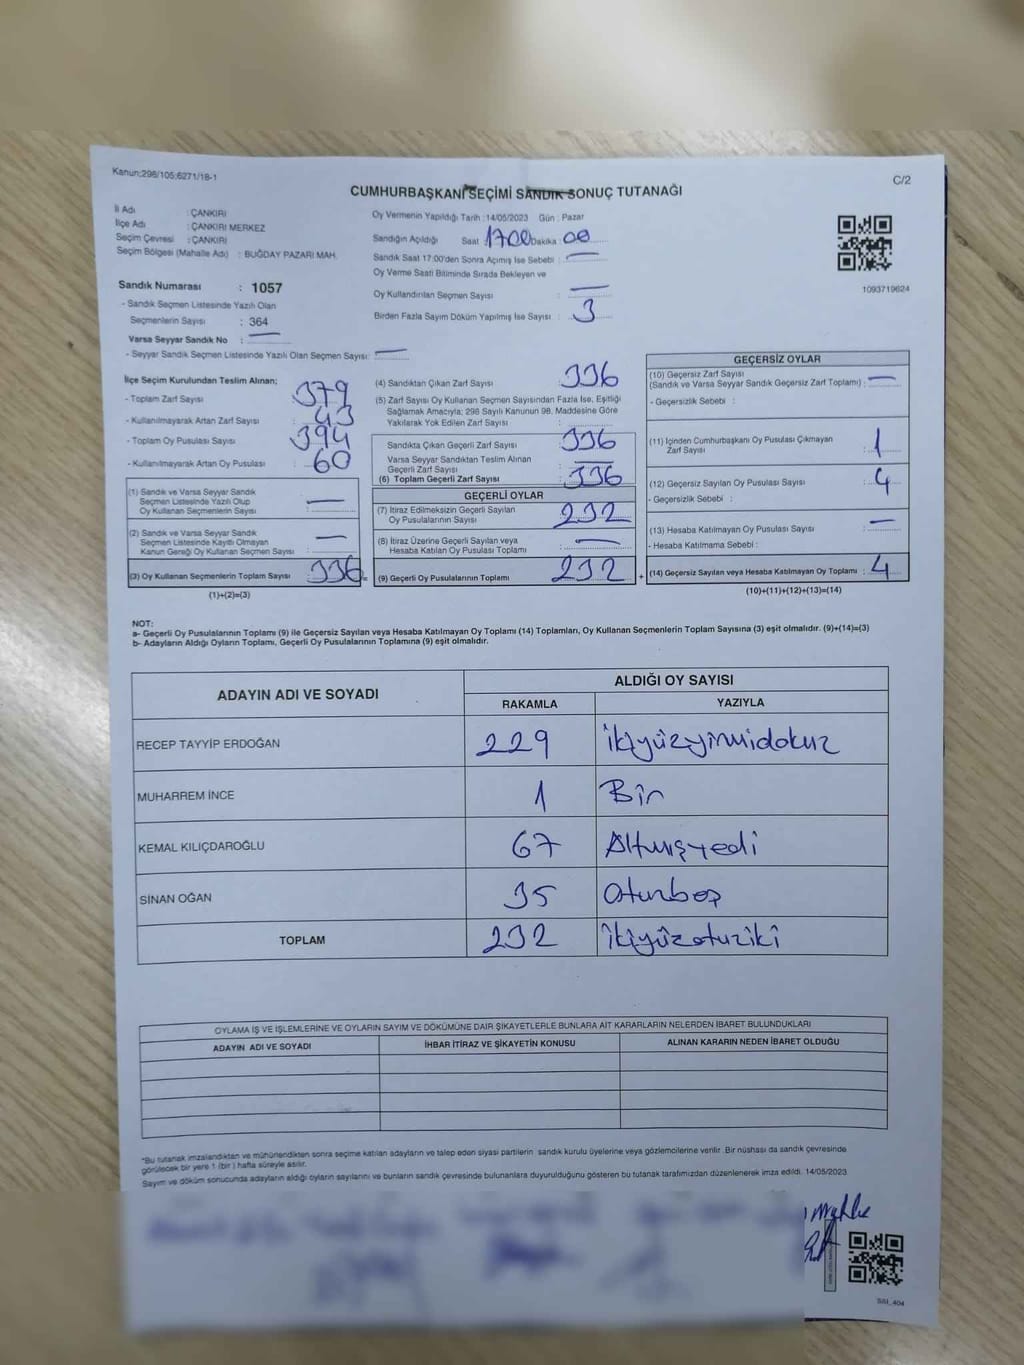 Kanun:298/105;6271/18-1
C/2
CUMHURBAŞKANI SEÇİMİ SANDIK SONUÇ TUTANAĞI
İl Adı : ÇANKIRI
İlçe Adı : ÇANKIRI MERKEZ
Seçim Çevresi : ÇANKIRI
Seçim Bölgesi (Mahalle Adı) : BUĞDAY PAZARI MAH.
Sandık Numarası : 1057
- Sandık Seçmen Listesinde Yazılı Olan
Seçmenlerin Sayısı : 364
Varsa Seyyar Sandık No :
- Seyyar Sandık Seçmen Listesinde Yazılı Olan Seçmen Sayısı:
Oy Vermenin Yapıldığı Tarih :14/05/2023 Gün : Pazar
Sandığın Açıldığı Saat 17:00 Dakika : 00
Sandık Saat 17:00'den Sonra Açımış İse Sebebi :
Oy Verme Saati Bitiminde Sırada Bekleyen ve
Oy Kullandırılan Seçmen Sayısı :
Birden Fazla Sayım Döküm Yapılmış İse Sayısı : 3
1093719624
İlçe Seçim Kurulundan Teslim Alınan;
- Toplam Zarf Sayısı : 379
- Kullanılmayarak Artan Zarf Sayısı : 43
- Toplam Oy Pusulası Sayısı : 394
- Kullanılmayarak Artan Oy Pusulası : 60
(1) Sandık ve Varsa Seyyar Sandık
Seçmen Listesinde Yazılı Olup
Oy Kullanan Seçmenlerin Sayısı :
(2) Sandık ve Varsa Seyyar Sandık
Seçmen Listesinde Kayıtlı Olmayan
Kanun Gereği Oy Kullanan Seçmen Sayısı :
(3) Oy Kullanan Seçmenlerin Toplam Sayısı : 336 =
(1)+(2)=(3)
(4) Sandıktan Çıkan Zarf Sayısı : 336
(5) Zarf Sayısı Oy Kullanan Seçmen Sayısından Fazla İse, Eşitliği
Sağlamak Amacıyla; 298 Sayılı Kanunun 98. Maddesine Göre
Yakılarak Yok Edilen Zarf Sayısı :
Sandıkta Çıkan Geçerli Zarf Sayısı : 336
Varsa Seyyar Sandıktan Teslim Alınan
Geçerli Zarf Sayısı :
(6) Toplam Geçerli Zarf Sayısı : 336
GEÇERLİ OYLAR
(7) İtiraz Edilmeksizin Geçerli Sayılan
Oy Pusulalarının Sayısı : 232
(8) İtiraz Üzerine Geçerli Sayılan veya
Hesaba Katılan Oy Pusulası Toplamı :
(9) Geçerli Oy Pusulalarının Toplamı : 232 +
GEÇERSİZ OYLAR
(10) Geçersiz Zarf Sayısı
(Sandık ve Varsa Seyyar Sandık Geçersiz Zarf Toplamı) :
- Geçersizlik Sebebi :
(11) İçinden Cumhurbaşkanı Oy Pusulası Çıkmayan
Zarf Sayısı : 1
(12) Geçersiz Sayılan Oy Pusulası Sayısı : 4
- Geçersizlik Sebebi :
(13) Hesaba Katılmayan Oy Pusulası Sayısı :
- Hesaba Katılmama Sebebi :
(14) Geçersiz Sayılan veya Hesaba Katılmayan Oy Toplamı : 4
(10)+(11)+(12)+(13)=(14)
NOT:
a- Geçerli Oy Pusulalarının Toplamı (9) ile Geçersiz Sayılan veya Hesaba Katılmayan Oy Toplamı (14) Toplamları, Oy Kullanan Seçmenlerin Toplam Sayısına (3) eşit olmalıdır. (9)+(14)=(3)
b- Adayların Aldığı Oyların Toplamı, Geçerli Oy Pusulalarının Toplamına (9) eşit olmalıdır.
ADAYIN ADI VE SOYADI
ALDIĞI OY SAYISI
RAKAMLA YAZIYLA
RECEP TAYYİP ERDOĞAN 229 ikiyüzyirmidokuz
MUHARREM İNCE 1 Bir
KEMAL KILIÇDAROĞLU 67 Altmışyedi
SİNAN OĞAN 35 Otuzbeş
TOPLAM 232 ikiyüzotuziki
OYLAMA İŞ VE İŞLEMLERİNE VE OYLARIN SAYIM VE DÖKÜMÜNE DAİR ŞİKAYETLERLE BUNLARA AİT KARARLARIN NELERDEN İBARET BULUNDUKLARI
ADAYIN ADI VE SOYADI İHBAR İTİRAZ VE ŞİKAYETİN KONUSU ALINAN KARARIN NEDEN İBARET OLDUĞU
*Bu tutanak imzalandıktan ve mühürlendikten sonra seçime katılan adayların ve talep eden siyasi partilerin sandık kurulu üyelerine veya gözlemcilerine verilir. Bir nüshası da sandık çevresinde
görülecek bir yere 1 (bir ) hafta süreyle asılır.
Sayım ve döküm sonucunda adayların aldığı oyların sayılarını ve bunların sandık çevresinde bulunanlara duyurulduğunu gösteren bu tutanak tarafımızdan düzenlenerek imza edildi. 14/05/2023
SSI_404